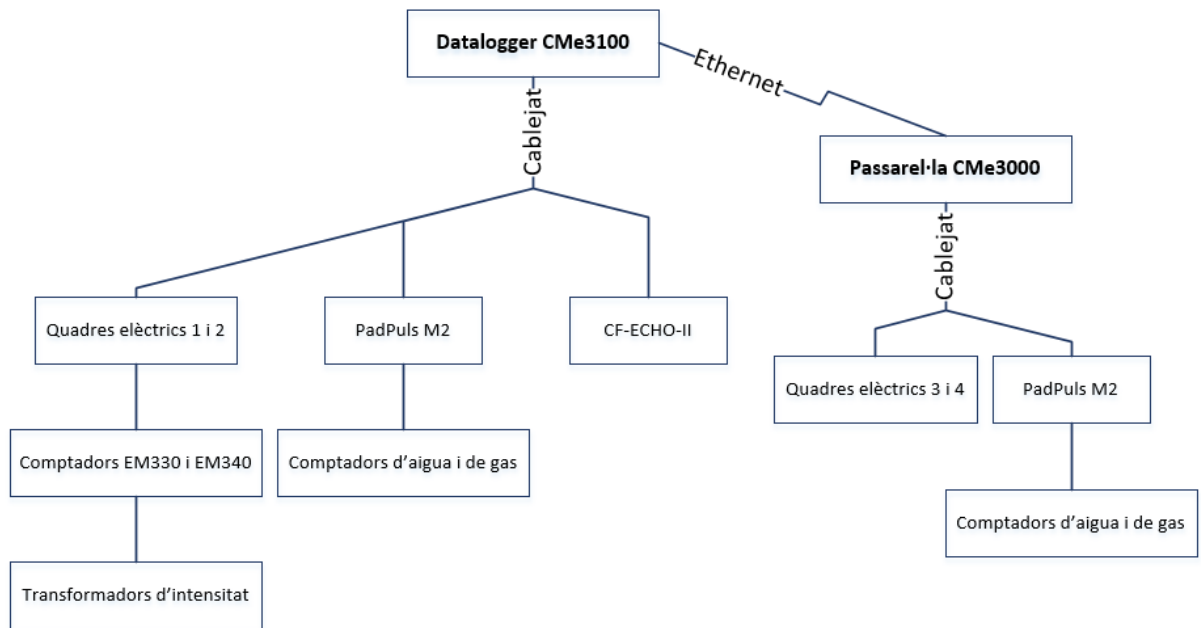 Datalogger CMe3100
Ethernet
Cablejat
Passarel·la CMe3000
Cablejat
Quadres elèctrics 1 i 2
PadPuls M2
CF-ECHO-II
Quadres elèctrics 3 i 4
PadPuls M2
Comptadors EM330 i EM340
Comptadors d’aigua i de gas
Comptadors d’aigua i de gas
Transformadors d’intensitat